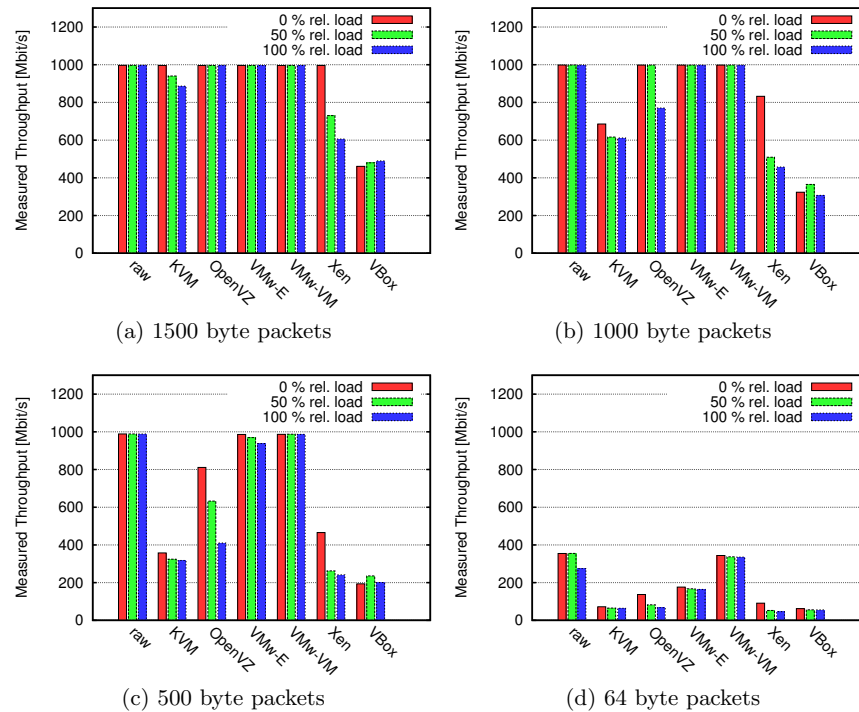 0 % rel. load
50 % rel. load
100 % rel. load
Measured Throughput [Mbit/s]
1200
1000
800
600
400
200
0
raw
KVM
OpenVZ
VMw-E
VMw-VM
Xen
VBox
(a) 1500 byte packets
0 % rel. load
50 % rel. load
100 % rel. load
Measured Throughput [Mbit/s]
1200
1000
800
600
400
200
0
raw
KVM
OpenVZ
VMw-E
VMw-VM
Xen
VBox
(b) 1000 byte packets
0 % rel. load
50 % rel. load
100 % rel. load
Measured Throughput [Mbit/s]
1200
1000
800
600
400
200
0
raw
KVM
OpenVZ
VMw-E
VMw-VM
Xen
VBox
(c) 500 byte packets
0 % rel. load
50 % rel. load
100 % rel. load
Measured Throughput [Mbit/s]
1200
1000
800
600
400
200
0
raw
KVM
OpenVZ
VMw-E
VMw-VM
Xen
VBox
(d) 64 byte packets